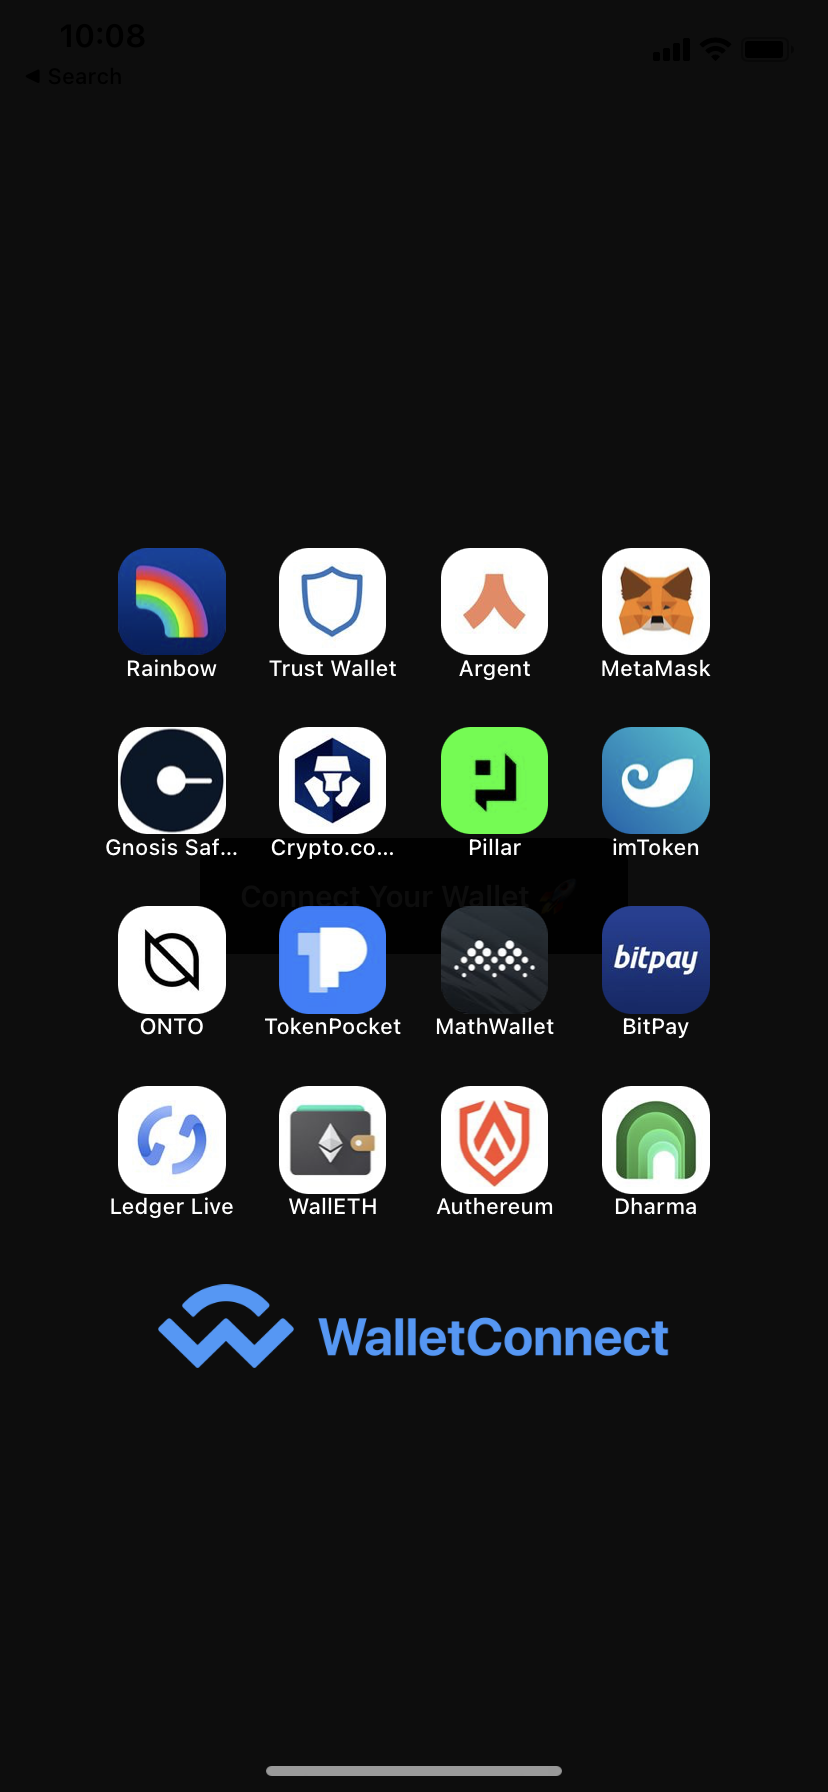 10:08
◀ Search
Rainbow Trust Wallet Argent MetaMask
Gnosis Saf... Crypto.co... Pillar imToken
Connect Your Wallet 🚀
bitpay
ONTO TokenPocket MathWallet BitPay
Ledger Live WallETH Authereum Dharma
WalletConnect